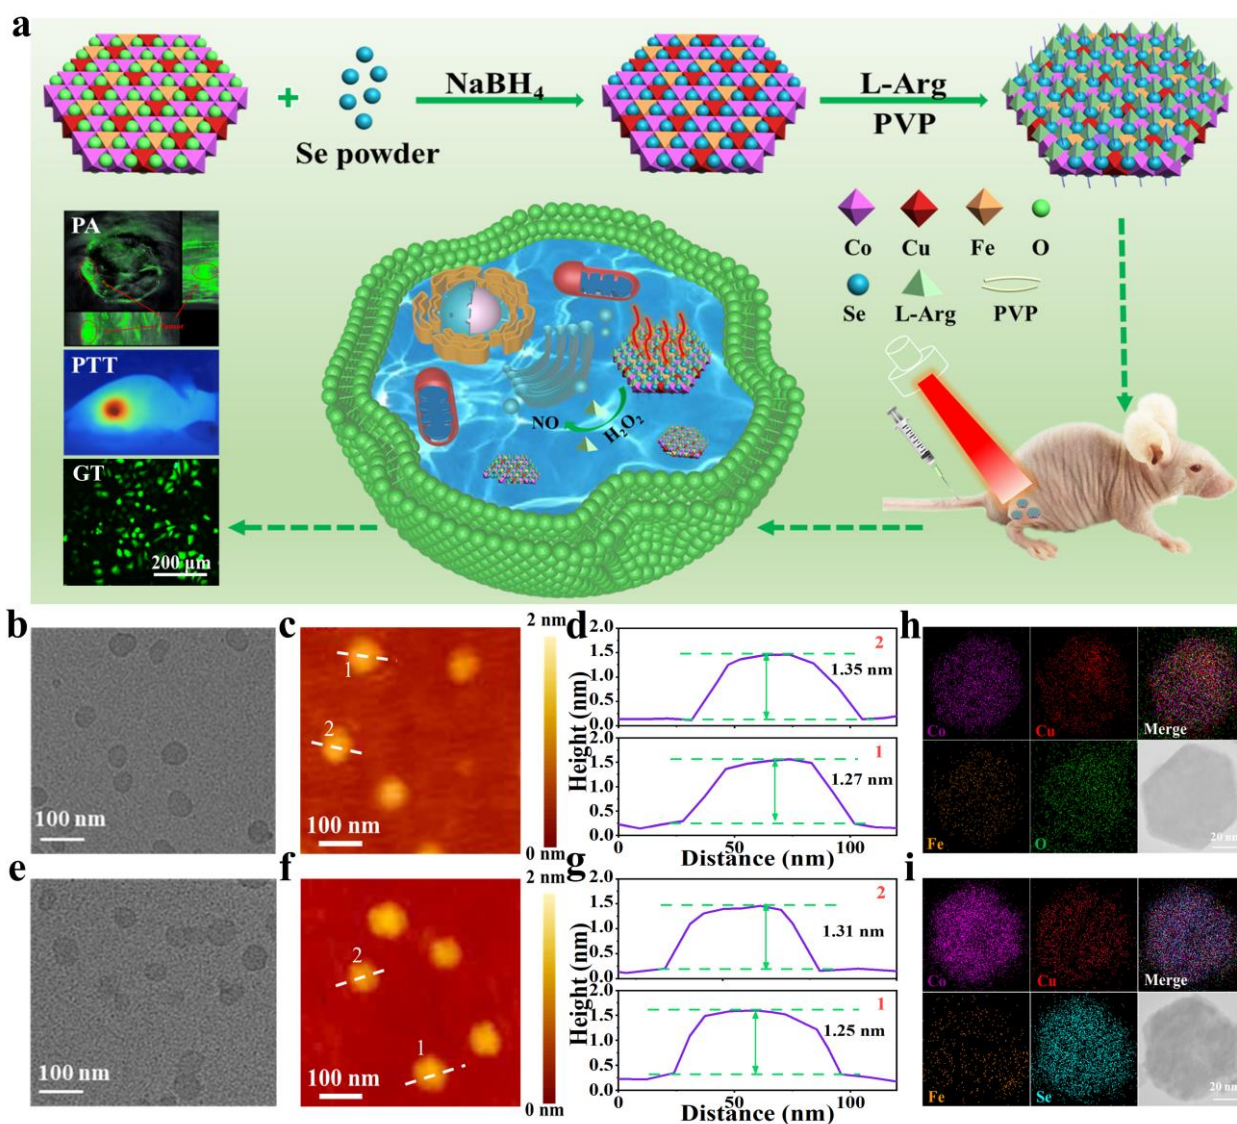 a
Se powder
NaBH4
L-Arg
PVP
Co Cu Fe O
Se L-Arg PVP
PA
PTT
GT
200 μm
NO
H2O2
b
100 nm
c
1
2
100 nm
2 nm
0 nm
d
2.0
1.5
1.0
0.5
0.0
2
1.35 nm
2.0
1.5
1.0
0.5
0.0
1
1.27 nm
Height (nm)
0 50 100
Distance (nm)
h
Co
Cu
Merge
Fe
O
20 nm
e
100 nm
f
2
1
100 nm
2 nm
0 nm
g
2.0
1.5
1.0
0.5
0.0
2
1.31 nm
2.0
1.5
1.0
0.5
0.0
1
1.25 nm
Height (nm)
0 50 100
Distance (nm)
i
Co
Cu
Merge
Fe
Se
20 nm